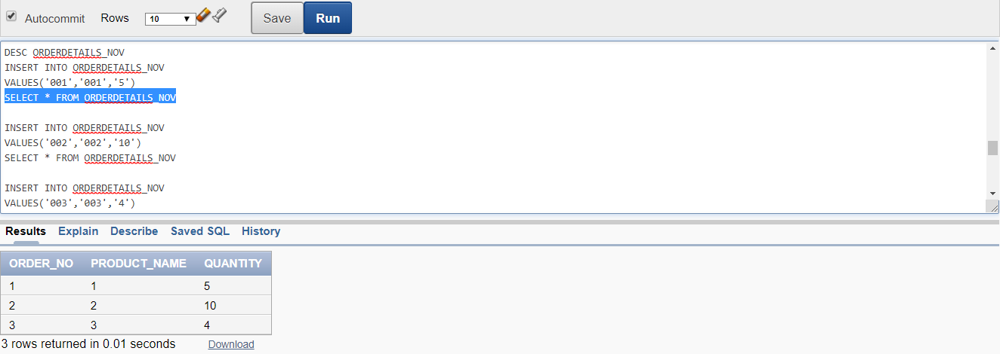 Autocommit Rows 10 Save Run
DESC ORDERDETAILS_NOV
INSERT INTO ORDERDETAILS_NOV
VALUES('001','001','5')
SELECT * FROM ORDERDETAILS_NOV
INSERT INTO ORDERDETAILS_NOV
VALUES('002','002','10')
SELECT * FROM ORDERDETAILS_NOV
INSERT INTO ORDERDETAILS_NOV
VALUES('003','003','4')
Results Explain Describe Saved SQL History
ORDER_NO PRODUCT_NAME QUANTITY
1 1 5
2 2 10
3 3 4
3 rows returned in 0.01 seconds Download